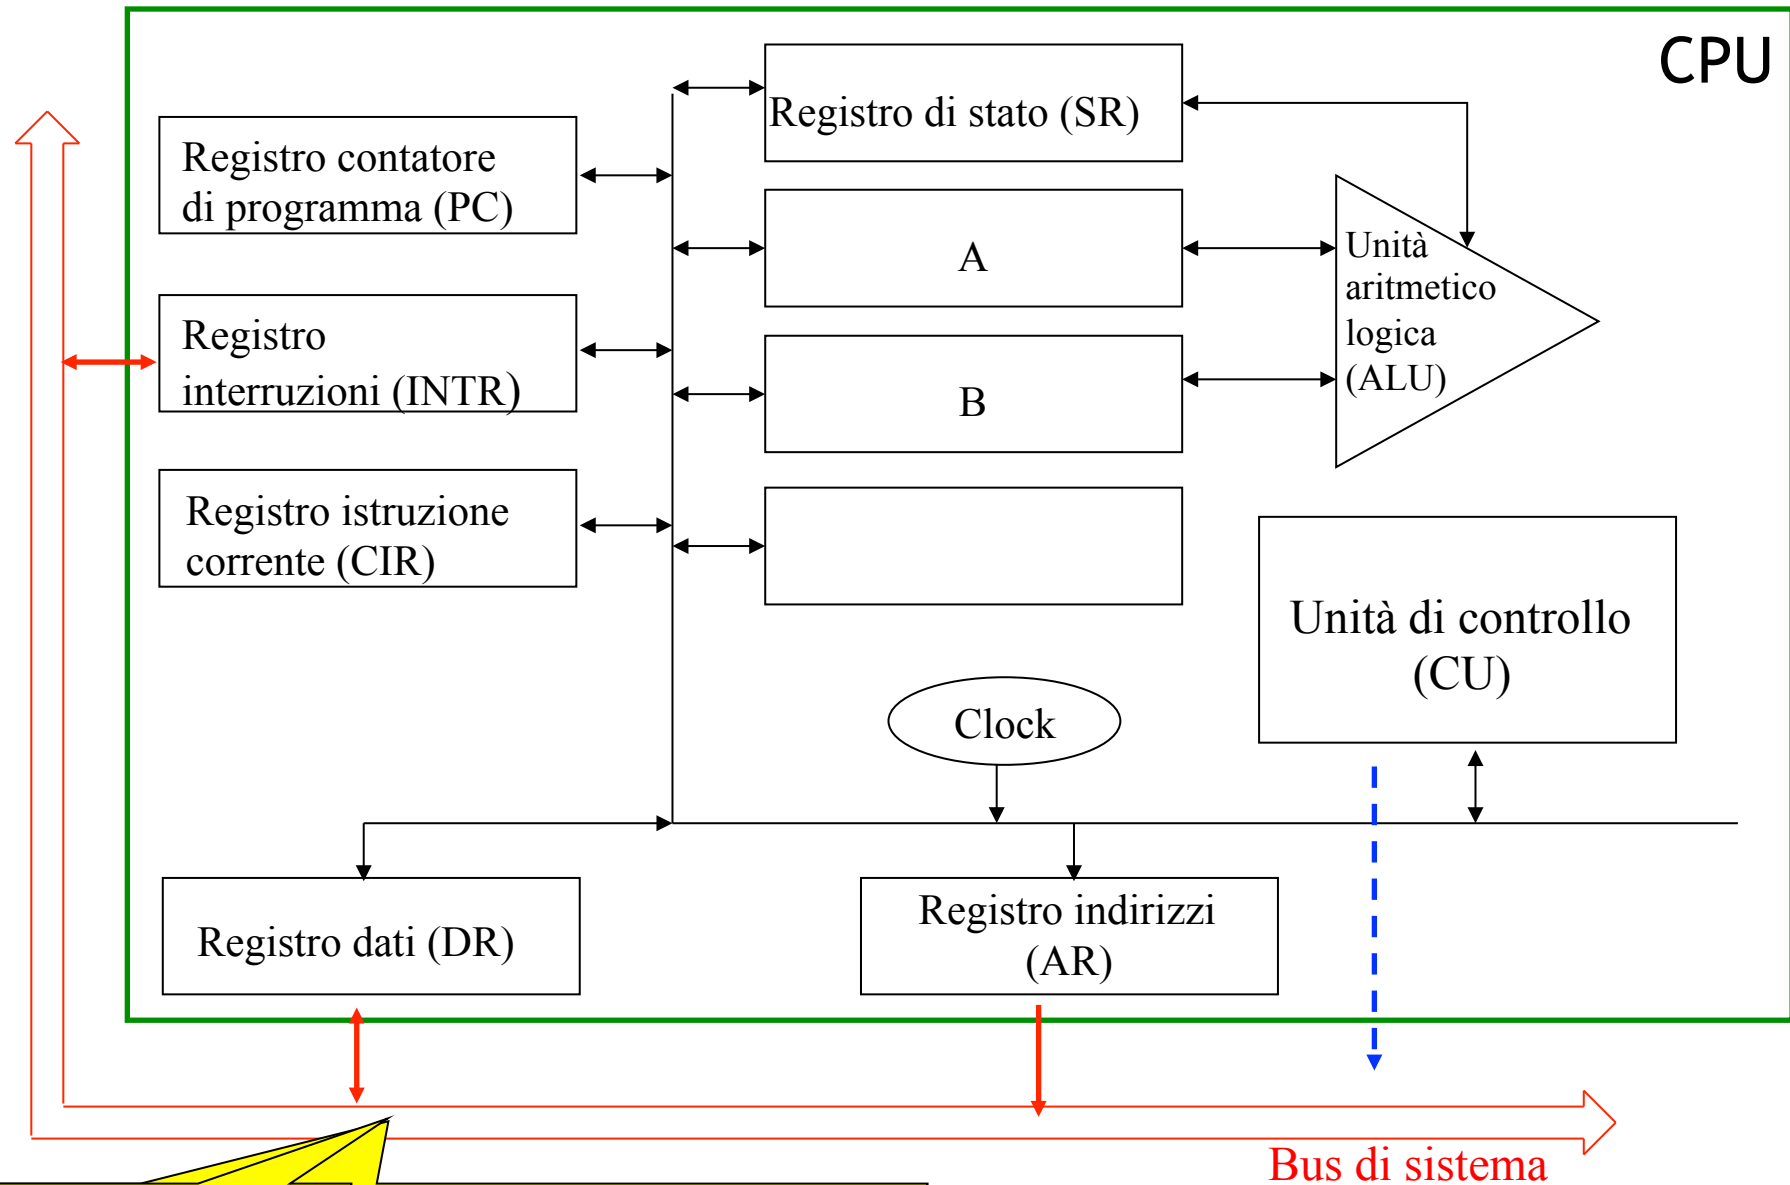 CPU
Registro di stato (SR)
Registro contatore
di programma (PC)
A
Unità
aritmetico
logica
(ALU)
Registro
interruzioni (INTR)
B
Registro istruzione
corrente (CIR)
Unità di controllo
(CU)
Clock
Registro dati (DR)
Registro indirizzi
(AR)
Bus di sistema